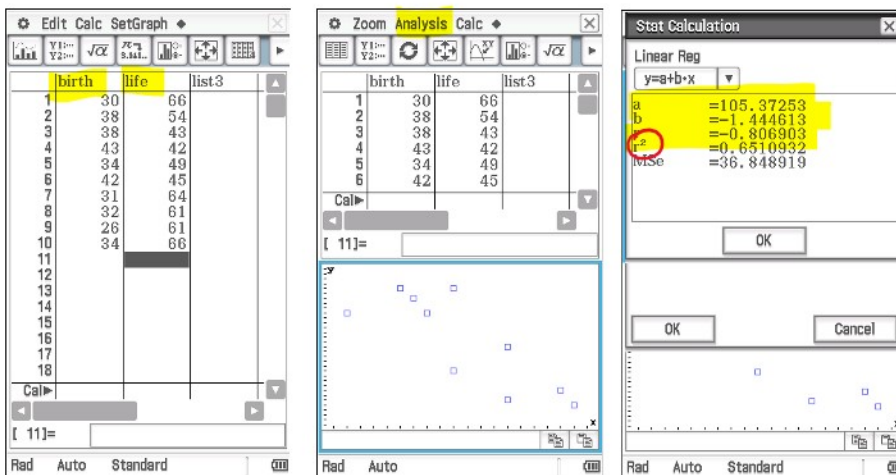 Edit Calc SetGraph ◆
birth life list3
1 30 66
2 38 54
3 38 43
4 43 42
5 34 49
6 42 45
7 31 64
8 32 61
9 26 61
10 34 66
11
12
13
14
15
16
17
18
Cal▶
[ 11]=
Rad Auto Standard
Zoom Analysis Calc ◆
birth life list3
1 30 66
2 38 54
3 38 43
4 43 42
5 34 49
6 42 45
Cal▶
[ 11]=
y
x
Rad Auto
Stat Calculation
Linear Reg
y=a+b·x
a =105.37253
b =-1.444613
r =-0.806903
r² =0.6510932
MSe =36.848919
OK
OK Cancel
Rad Auto Standard